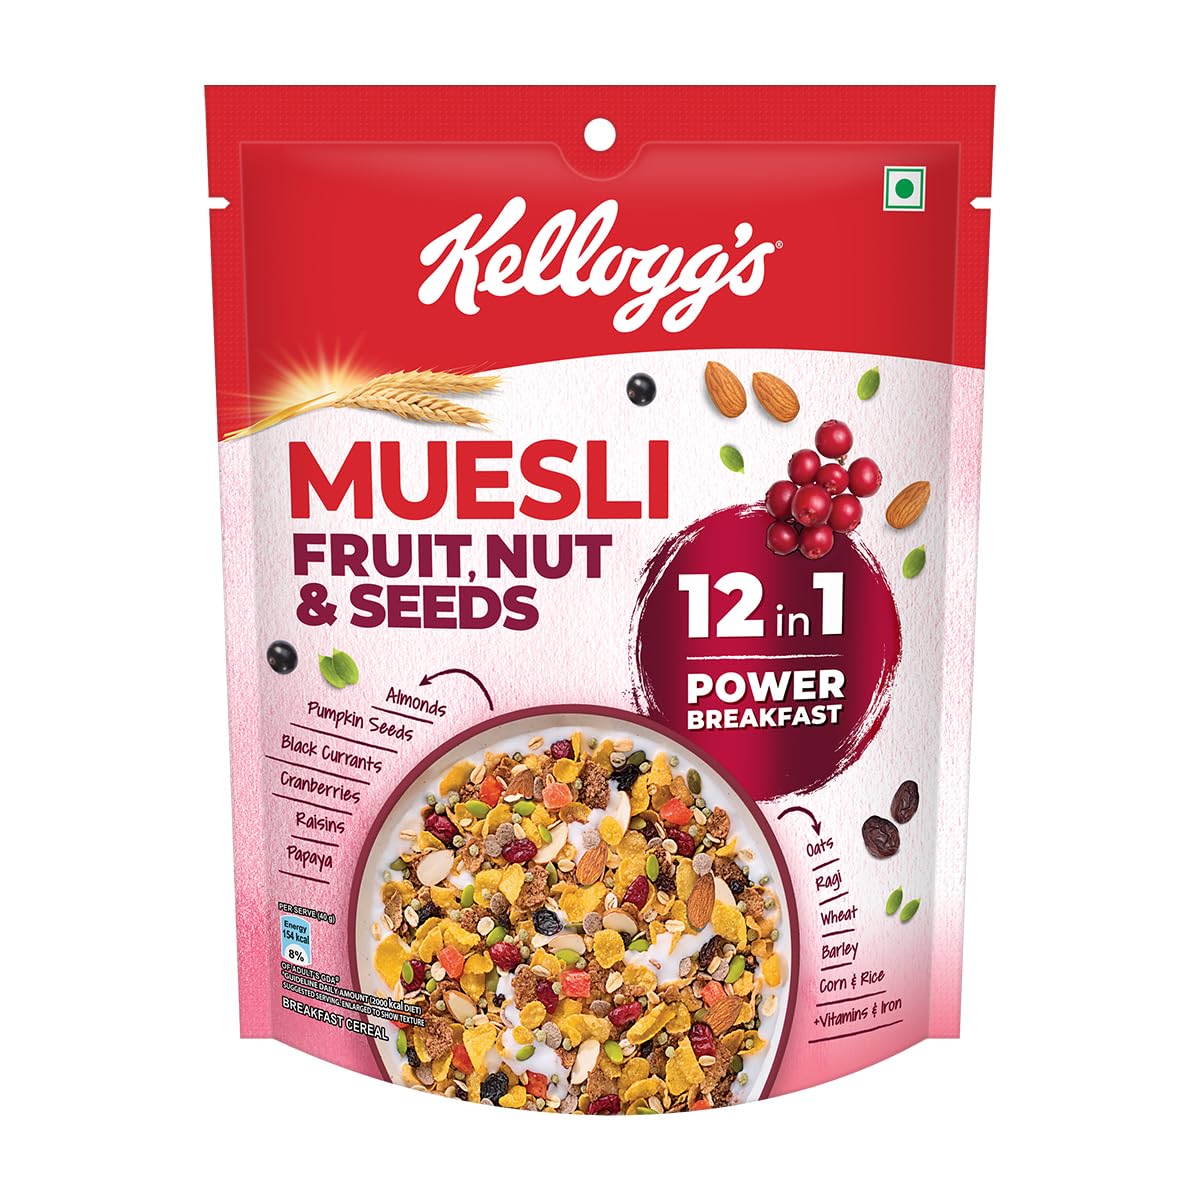 Kellogg's®
MUESLI
FRUIT, NUT
& SEEDS
12 in 1
POWER
BREAKFAST
Almonds
Pumpkin Seeds
Black Currants
Cranberries
Raisins
Papaya
Oats
Ragi
Wheat
Barley
Corn & Rice
+Vitamins & Iron
PER SERVE (40 g)
Energy
154 kcal
8%
OF ADULT'S GDA#
#GUIDELINE DAILY AMOUNT (2000 kcal DIET)
SUGGESTED SERVING. ENLARGED TO SHOW TEXTURE
BREAKFAST CEREAL